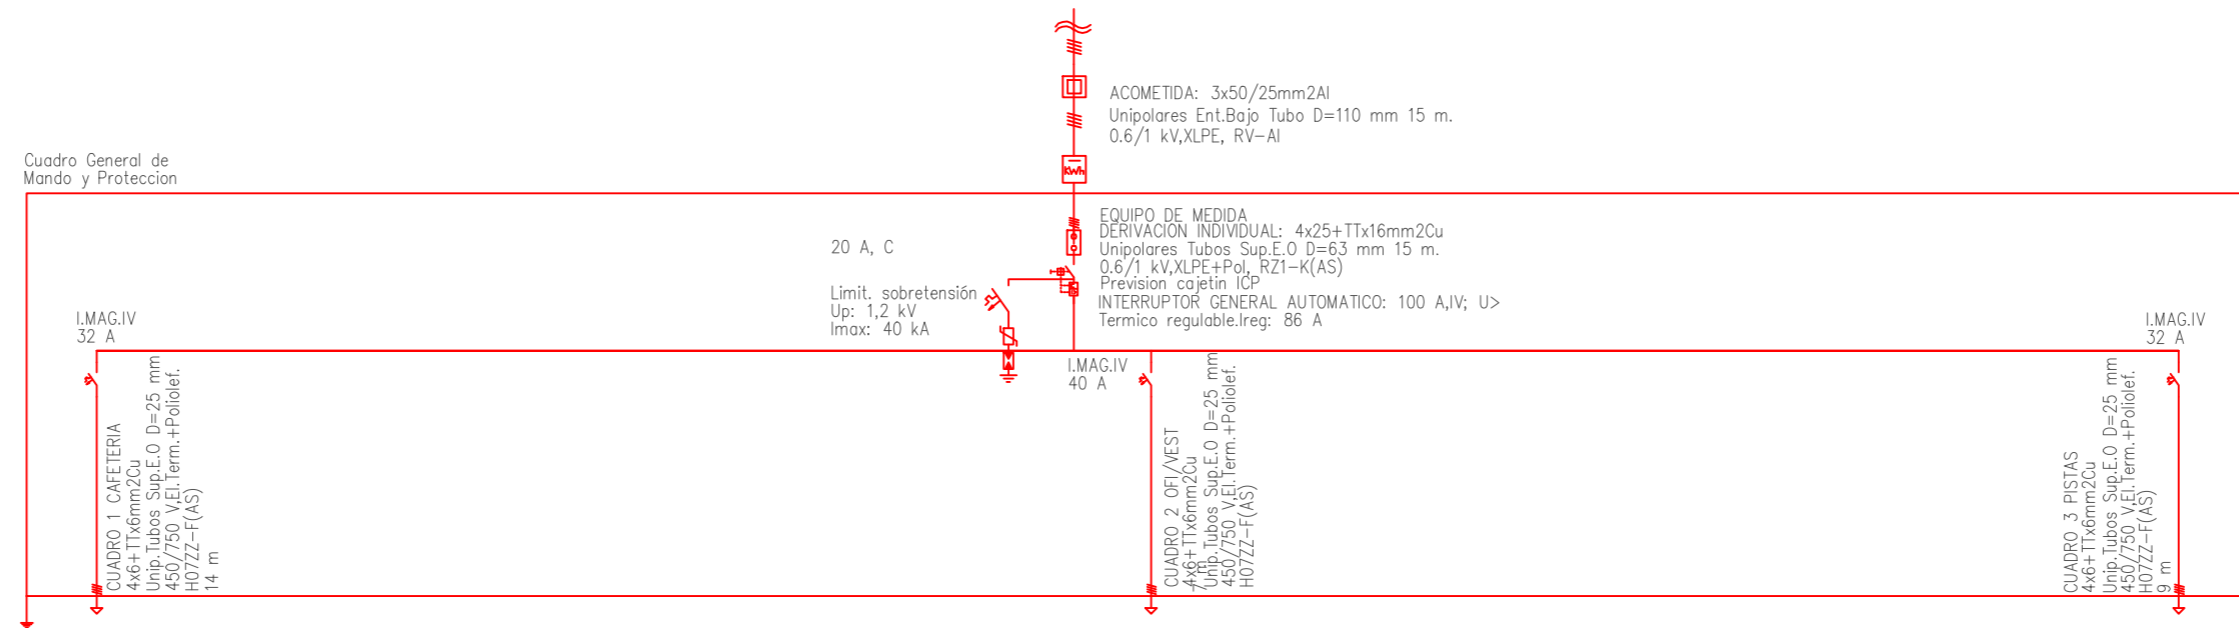 ACOMETIDA: 3x50/25mm2Al
Unipolares Ent.Bajo Tubo D=110 mm 15 m.
0.6/1 kV,XLPE, RV-Al
Cuadro General de
Mando y Proteccion
kWh
EQUIPO DE MEDIDA
DERIVACION INDIVIDUAL: 4x25+TTx16mm2Cu
Unipolares Tubos Sup.E.O D=63 mm 15 m.
0.6/1 kV,XLPE+Pol, RZ1-K(AS)
Prevision cajetin ICP
INTERRUPTOR GENERAL AUTOMATICO: 100 A,IV; U>
Termico regulable.Ireg: 86 A
20 A, C
Limit. sobretensión
Up: 1,2 kV
Imax: 40 kA
I.MAG.IV
32 A
I.MAG.IV
40 A
I.MAG.IV
32 A
CUADRO 1 CAFETERIA
4x6+TTx6mm2Cu
Unip.Tubos Sup.E.O D=25 mm
450/750 V,El.Term.+Poliolef.
H07ZZ-F(AS)
14 m
CUADRO 2 OFI/VEST
4x6+TTx6mm2Cu
7 m
Unip.Tubos Sup.E.O D=25 mm
450/750 V,El.Term.+Poliolef.
H07ZZ-F(AS)
CUADRO 3 PISTAS
4x6+TTx6mm2Cu
Unip.Tubos Sup.E.O D=25 mm
450/750 V,El.Term.+Poliolef.
H07ZZ-F(AS)
9 m